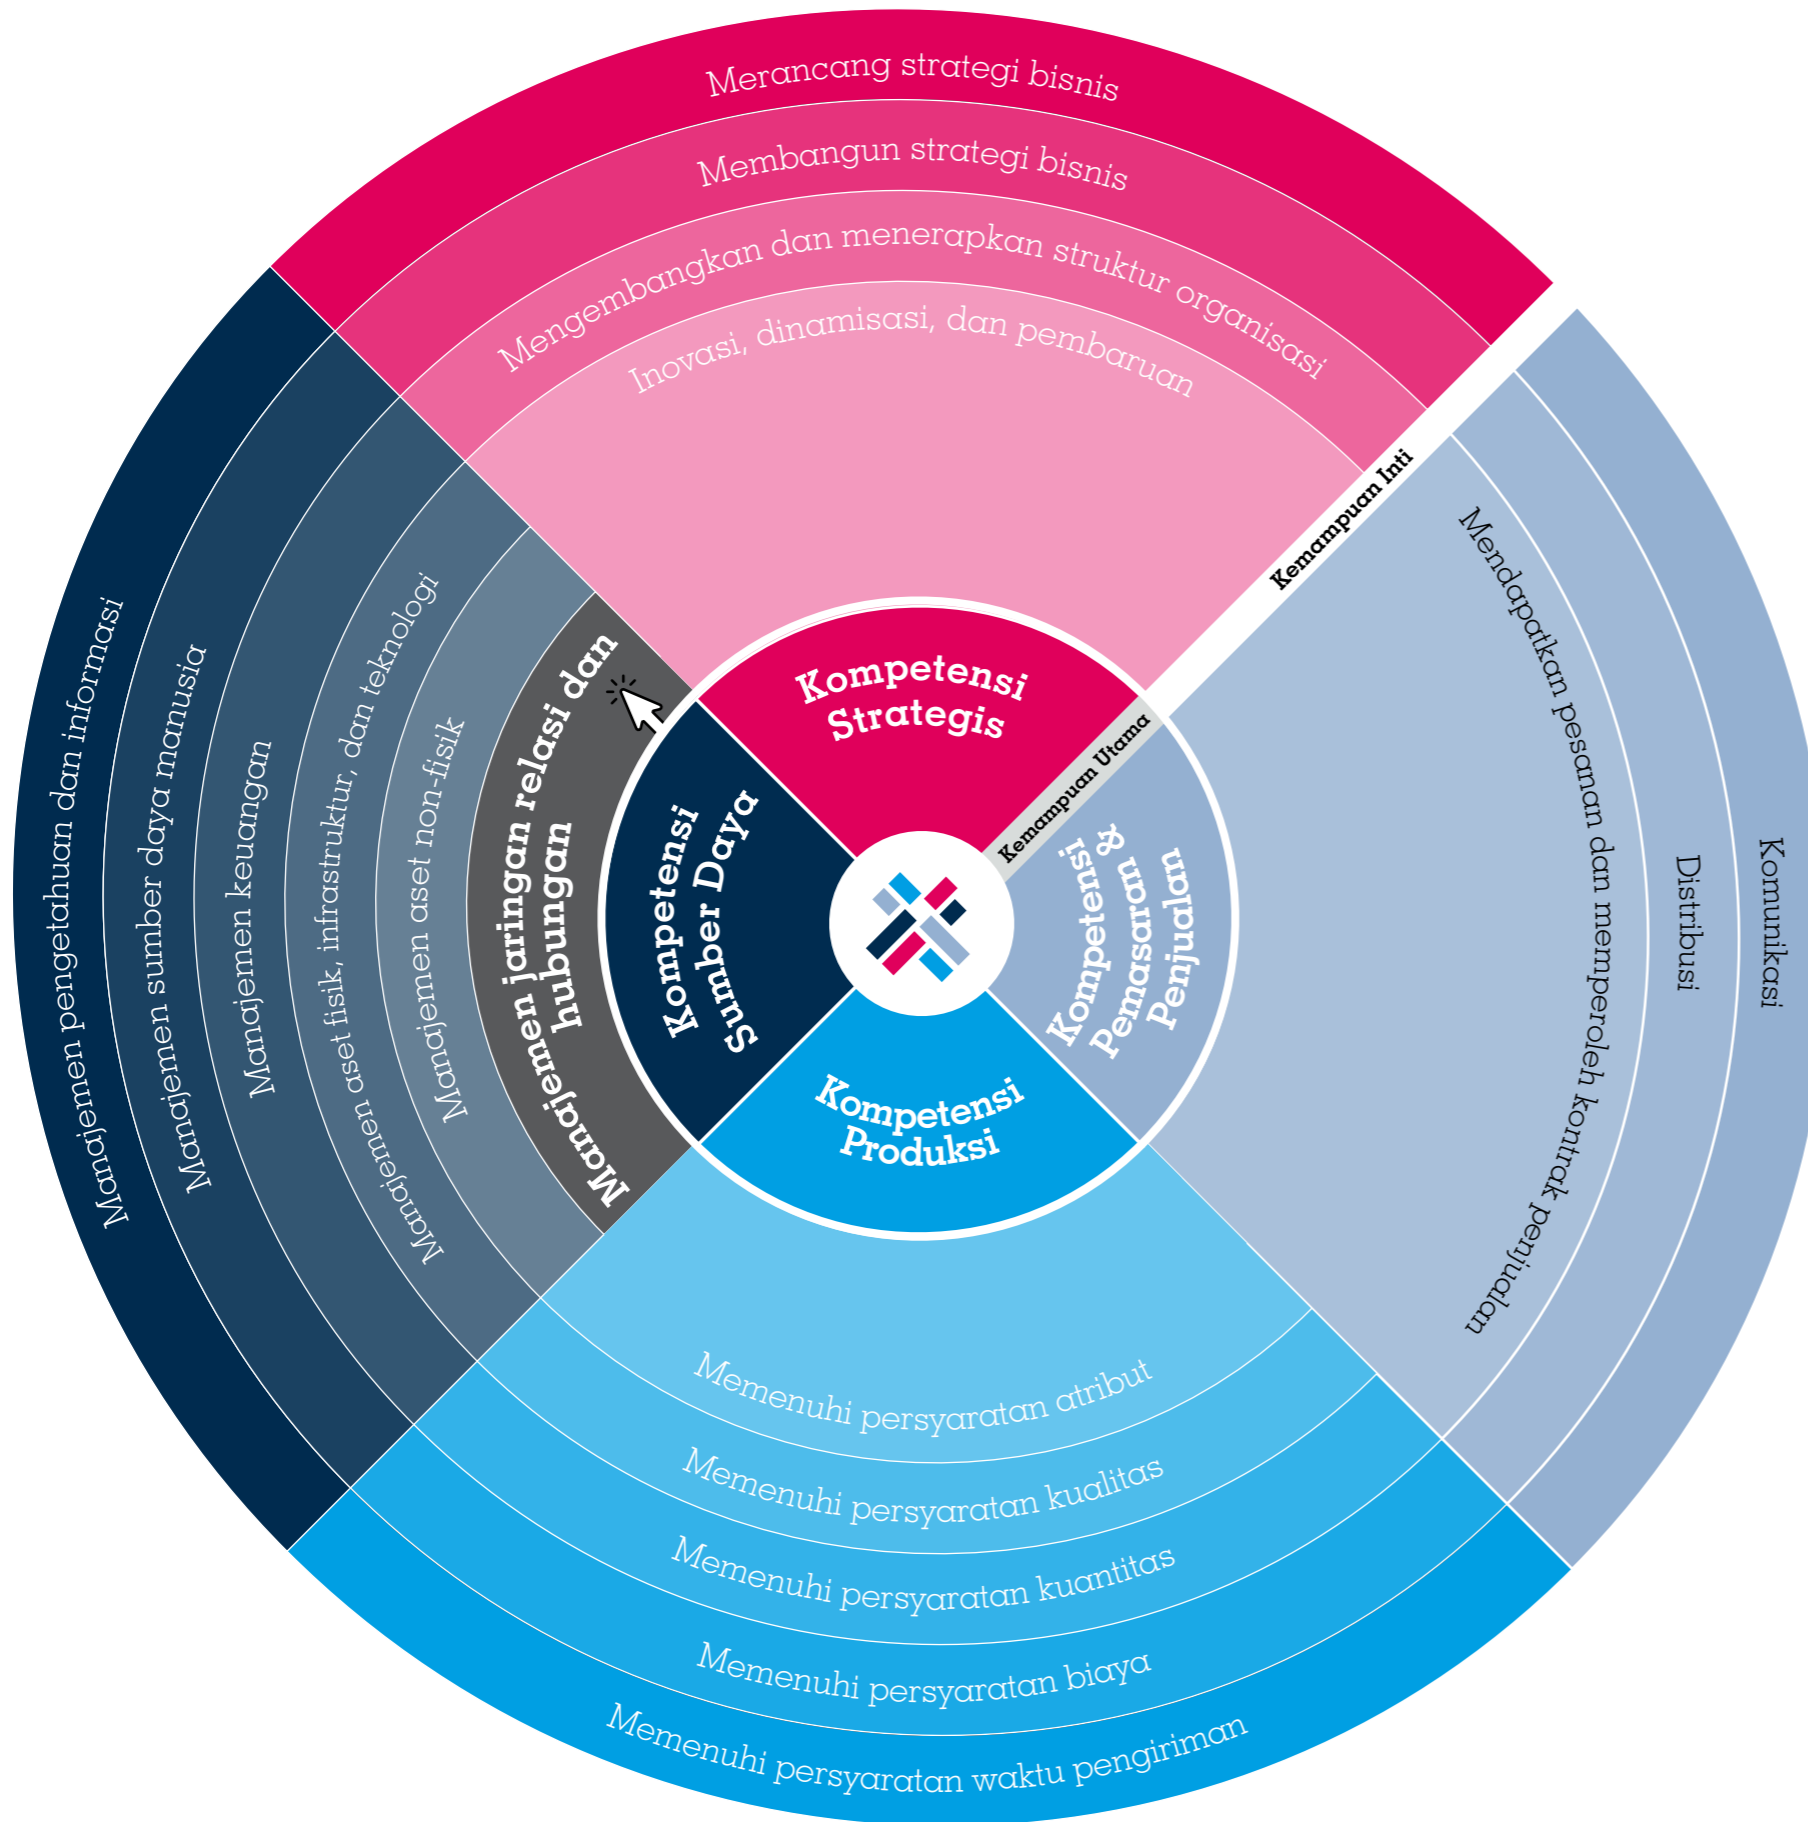 Merancang strategi bisnis
Membangun strategi bisnis
Mengembangkan dan menerapkan struktur organisasi
Inovasi, dinamisasi, dan pembaruan
Kompetensi
Strategis
Kemampuan Inti
Kemampuan Utama
Komunikasi
Distribusi
Mendapatkan pesanan dan memperoleh kontrak penjualan
Kompetensi
Pemasaran &
Penjualan
Kompetensi
Produksi
Memenuhi persyaratan atribut
Memenuhi persyaratan kualitas
Memenuhi persyaratan kuantitas
Memenuhi persyaratan biaya
Memenuhi persyaratan waktu pengiriman
Manajemen pengetahuan dan informasi
Manajemen sumber daya manusia
Manajemen keuangan
Manajemen aset fisik, infrastruktur, dan teknologi
Manajemen aset non-fisik
Manajemen jaringan relasi dan
hubungan
Kompetensi
Sumber Daya